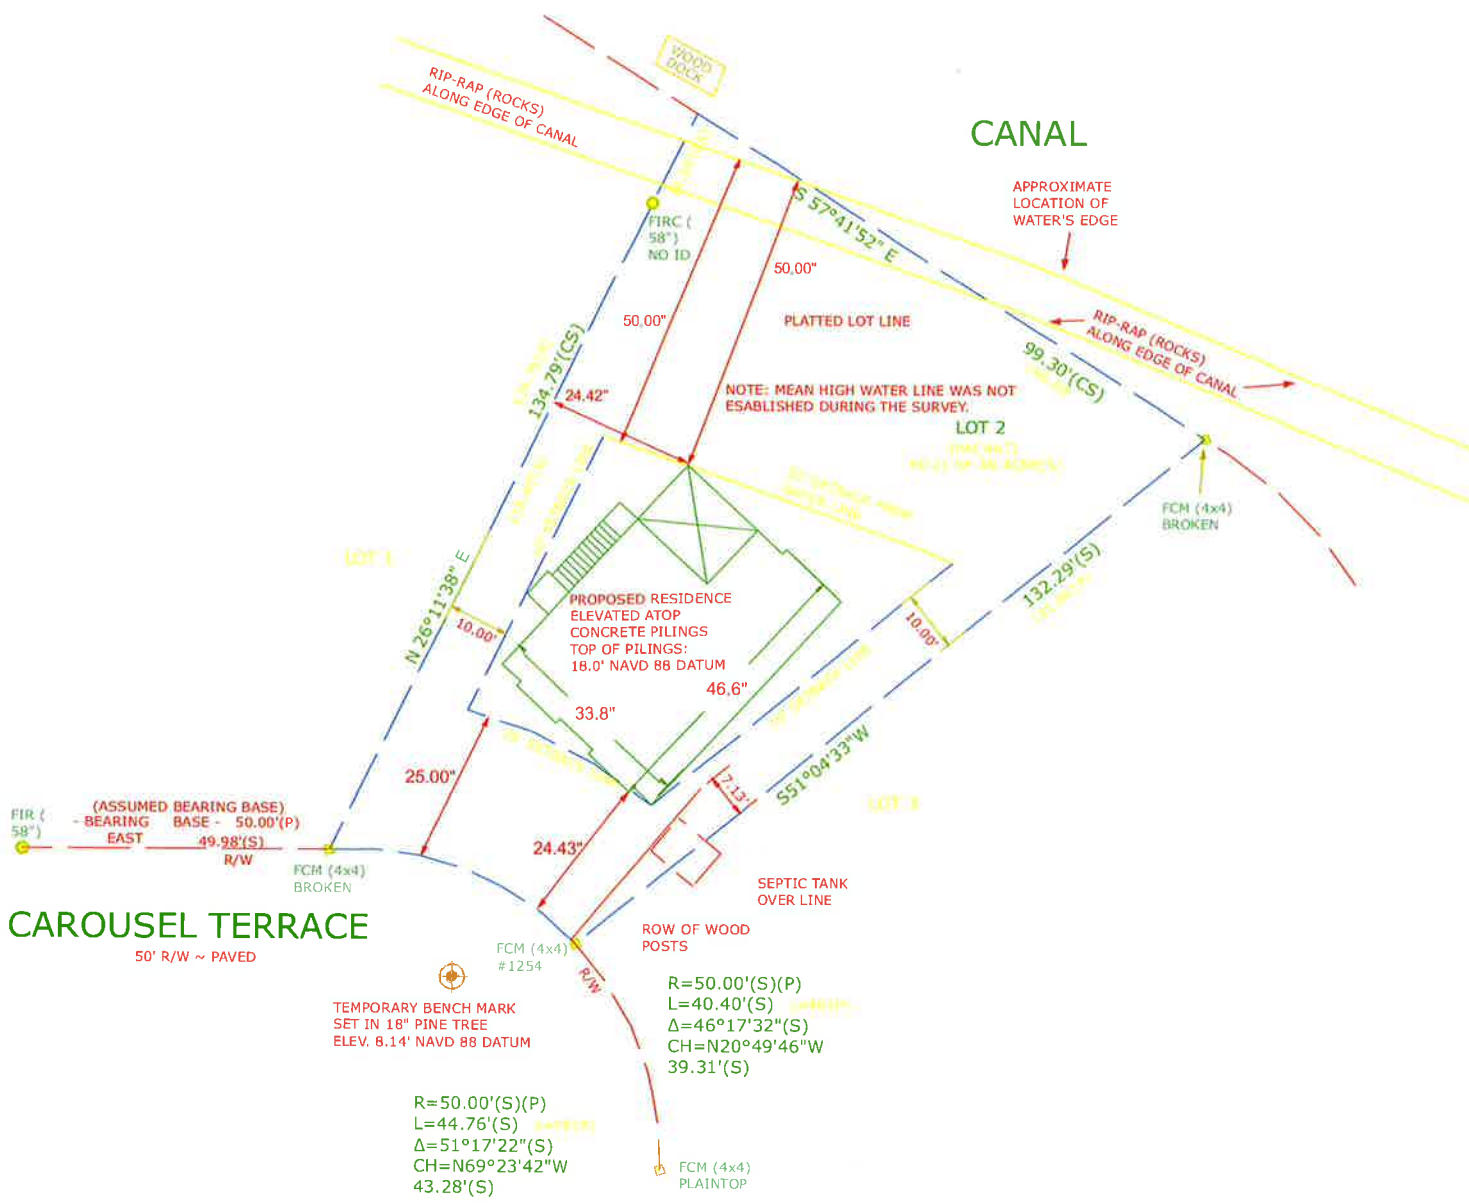 WOOD
DOCK
RIP-RAP (ROCKS)
ALONG EDGE OF CANAL
CANAL
APPROXIMATE
LOCATION OF
WATER'S EDGE
FIRC (
58")
NO ID
S 57°41'52" E
50,00"
50,00"
PLATTED LOT LINE
RIP-RAP (ROCKS)
ALONG EDGE OF CANAL
99.30'(CS)
134.79'(CS)
24.42"
NOTE: MEAN HIGH WATER LINE WAS NOT
ESABLISHED DURING THE SURVEY.
LOT 2
FCM (4x4)
BROKEN
LOT 1
N 26°11'38" E
132.29'(S)
10.00'
10.00'
PROPOSED RESIDENCE
ELEVATED ATOP
CONCRETE PILINGS
TOP OF PILINGS:
18.0' NAVD 88 DATUM
46,6"
33.8"
25.00"
S51°04'33"W
7.13'
24.43"
FIR (
58")
(ASSUMED BEARING BASE)
- BEARING BASE - 50.00'(P)
EAST 49.98'(S)
R/W
FCM (4x4)
BROKEN
SEPTIC TANK
OVER LINE
CAROUSEL TERRACE
50' R/W ~ PAVED
ROW OF WOOD
POSTS
FCM (4x4)
#1254
R/W
TEMPORARY BENCH MARK
SET IN 18" PINE TREE
ELEV. 8.14' NAVD 88 DATUM
R=50.00'(S)(P)
L=40.40'(S)
Δ=46°17'32"(S)
CH=N20°49'46"W
39.31'(S)
R=50.00'(S)(P)
L=44.76'(S)
Δ=51°17'22"(S)
CH=N69°23'42"W
43.28'(S)
FCM (4x4)
PLAINTOP